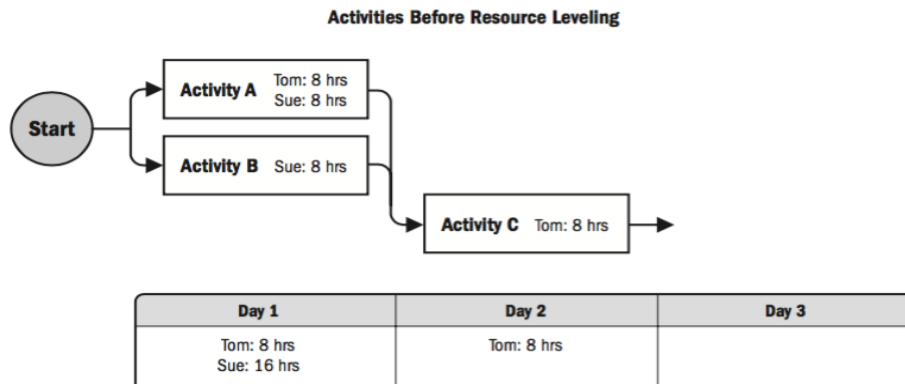 Activities Before Resource Leveling
Start
Activity A
Tom: 8 hrs
Sue: 8 hrs
Activity B Sue: 8 hrs
Activity C Tom: 8 hrs
Day 1 Day 2 Day 3
Tom: 8 hrs Tom: 8 hrs
Sue: 16 hrs